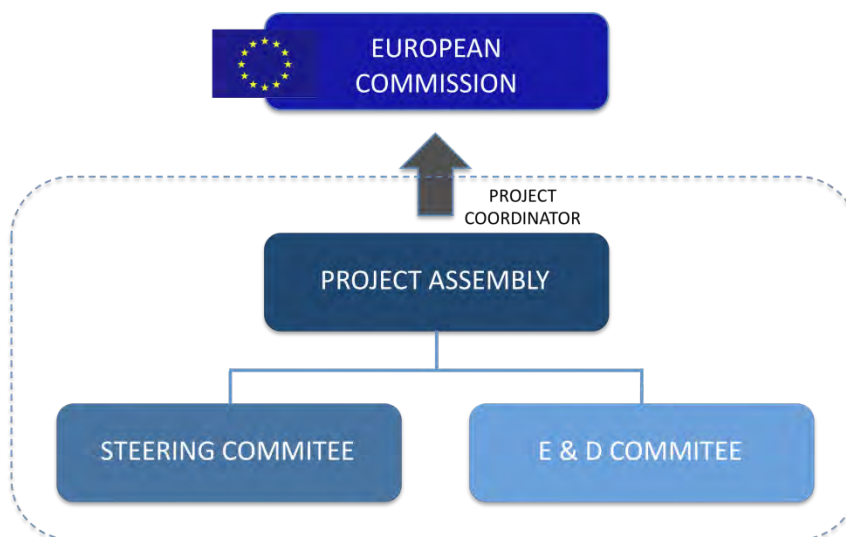 EUROPEAN
COMMISSION
PROJECT
COORDINATOR
PROJECT ASSEMBLY
STEERING COMMITEE
E & D COMMITEE